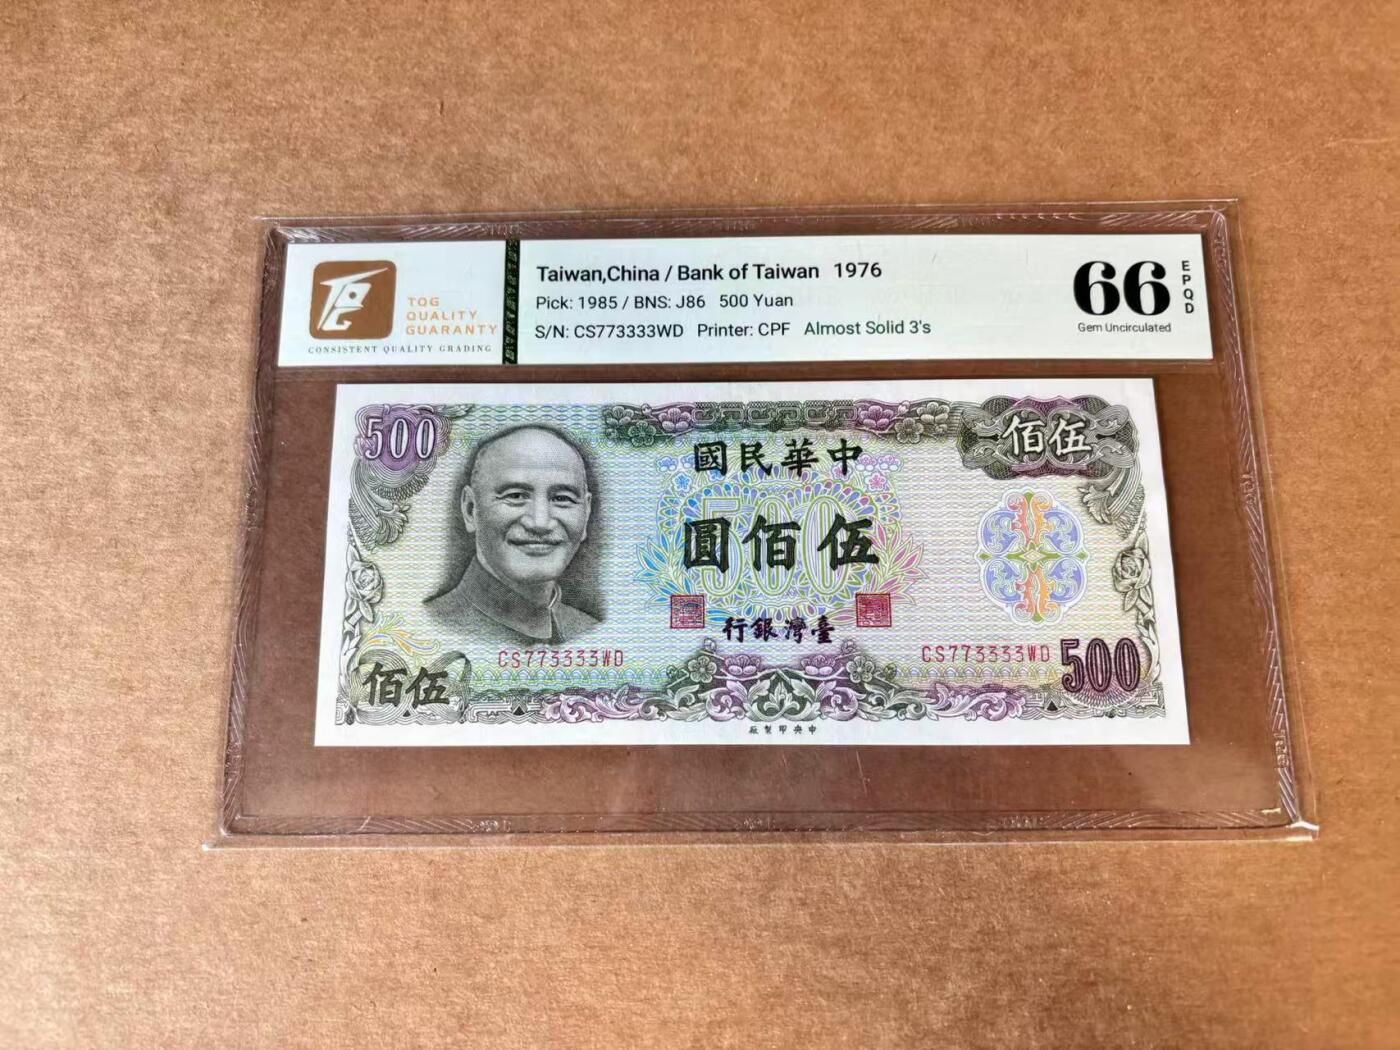 TQG
QUALITY
GUARANTY
CONSISTENT QUALITY GRADING
Taiwan,China / Bank of Taiwan 1976
Pick: 1985 / BNS: J86 500 Yuan
S/N: CS773333WD Printer: CPF Almost Solid 3's
66
EPQD
Gem Uncirculated
500
佰伍
國民華中
500
圓佰伍
行銀灣臺
CS773333WD
CS773333WD
佰伍
500
廠製印央中